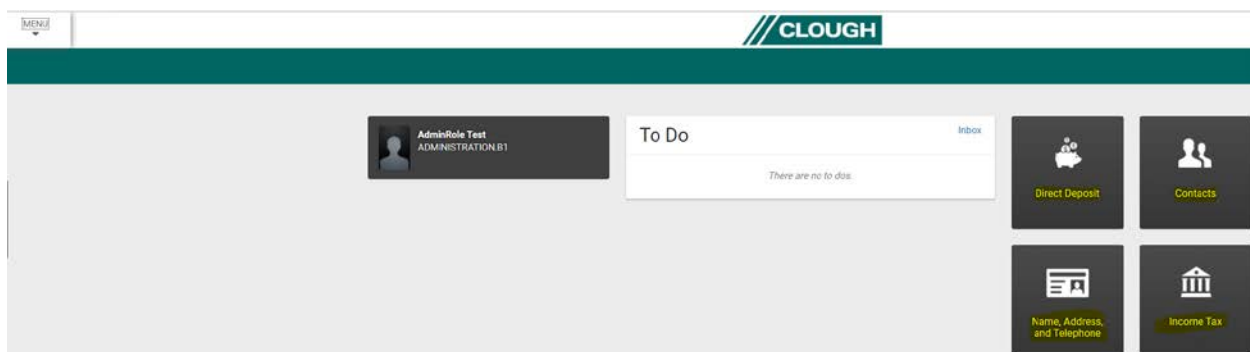 MENU
CLOUGH
AdminRole Test
ADMINISTRATION.B1
To Do
Inbox
There are no to dos.
Direct Deposit
Contacts
Name, Address,
and Telephone
Income Tax